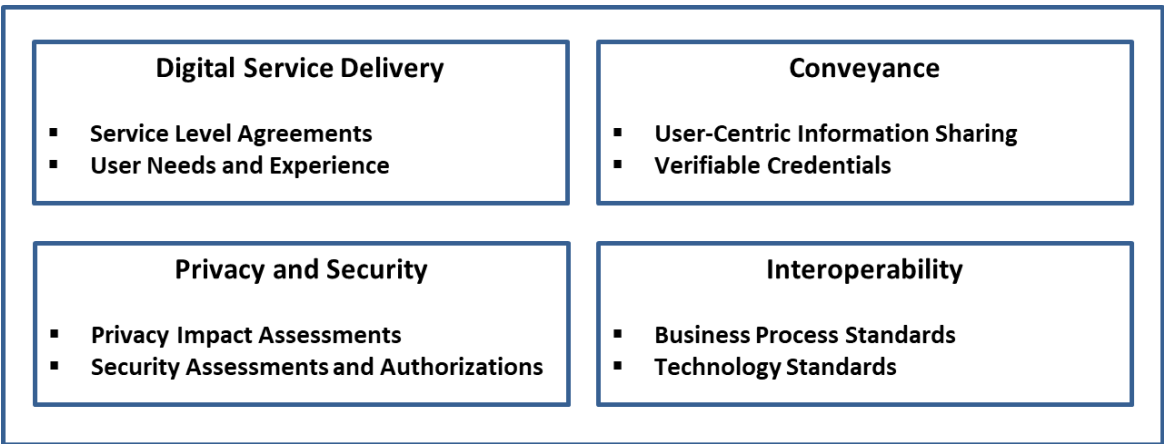 Digital Service Delivery
▪ Service Level Agreements
▪ User Needs and Experience
Conveyance
▪ User-Centric Information Sharing
▪ Verifiable Credentials
Privacy and Security
▪ Privacy Impact Assessments
▪ Security Assessments and Authorizations
Interoperability
▪ Business Process Standards
▪ Technology Standards